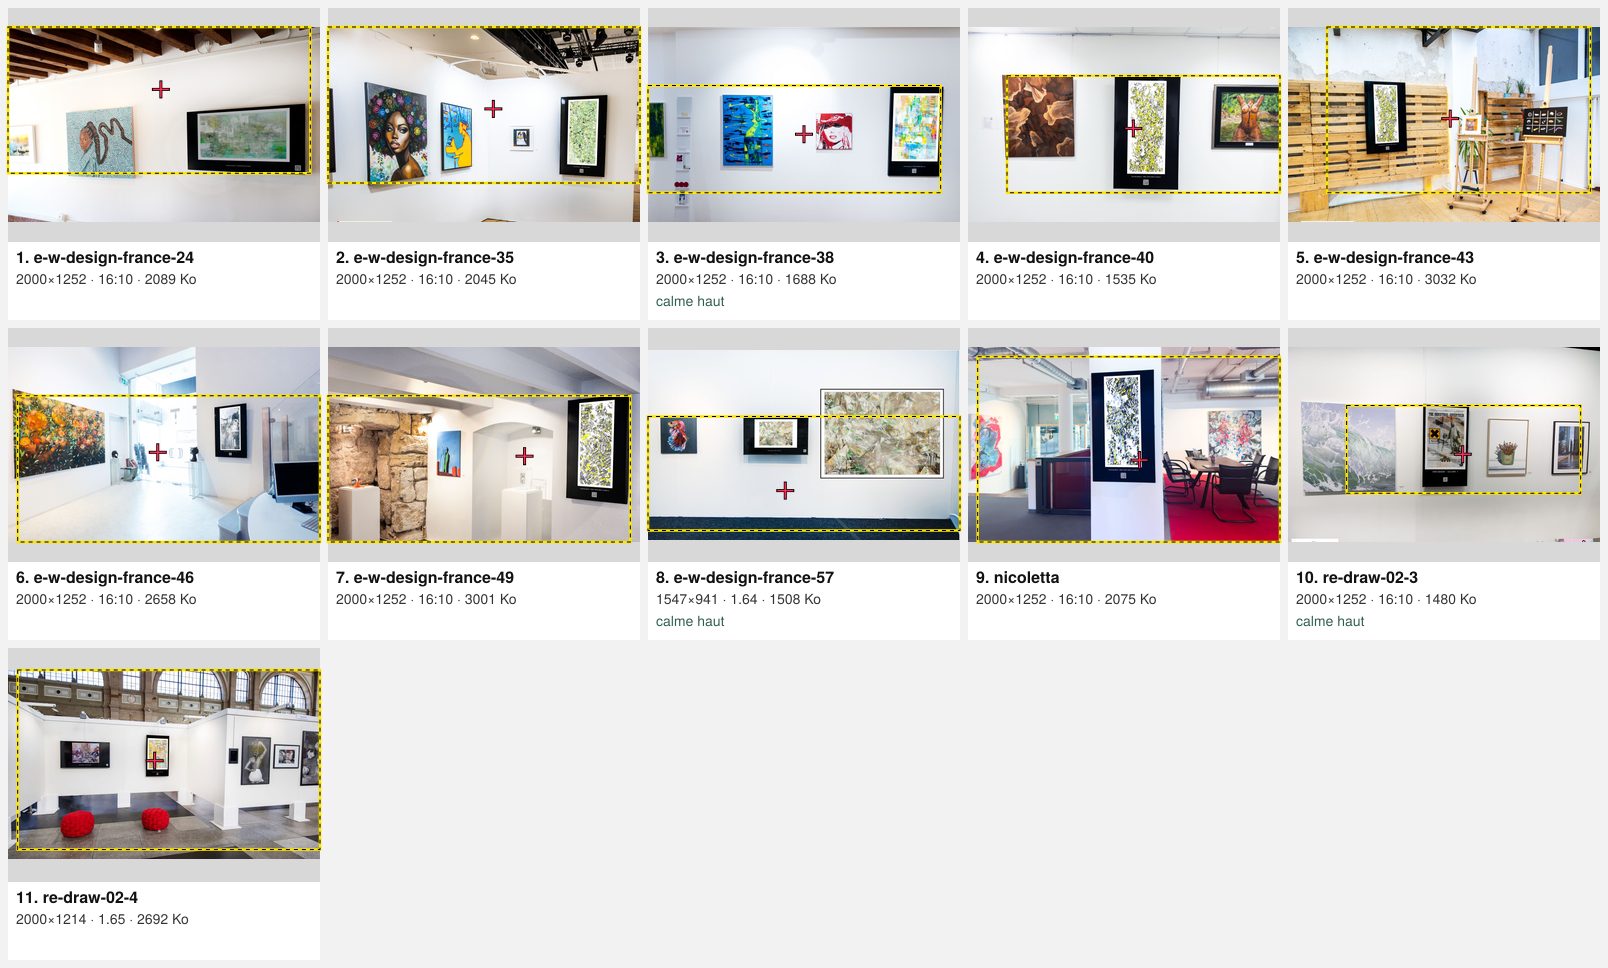 1. e-w-design-france-24
2000×1252 · 16:10 · 2089 Ko
2. e-w-design-france-35
2000×1252 · 16:10 · 2045 Ko
3. e-w-design-france-38
2000×1252 · 16:10 · 1688 Ko
calme haut
4. e-w-design-france-40
2000×1252 · 16:10 · 1535 Ko
5. e-w-design-france-43
2000×1252 · 16:10 · 3032 Ko
6. e-w-design-france-46
2000×1252 · 16:10 · 2658 Ko
7. e-w-design-france-49
2000×1252 · 16:10 · 3001 Ko
8. e-w-design-france-57
1547×941 · 1.64 · 1508 Ko
calme haut
9. nicoletta
2000×1252 · 16:10 · 2075 Ko
10. re-draw-02-3
2000×1252 · 16:10 · 1480 Ko
calme haut
11. re-draw-02-4
2000×1214 · 1.65 · 2692 Ko